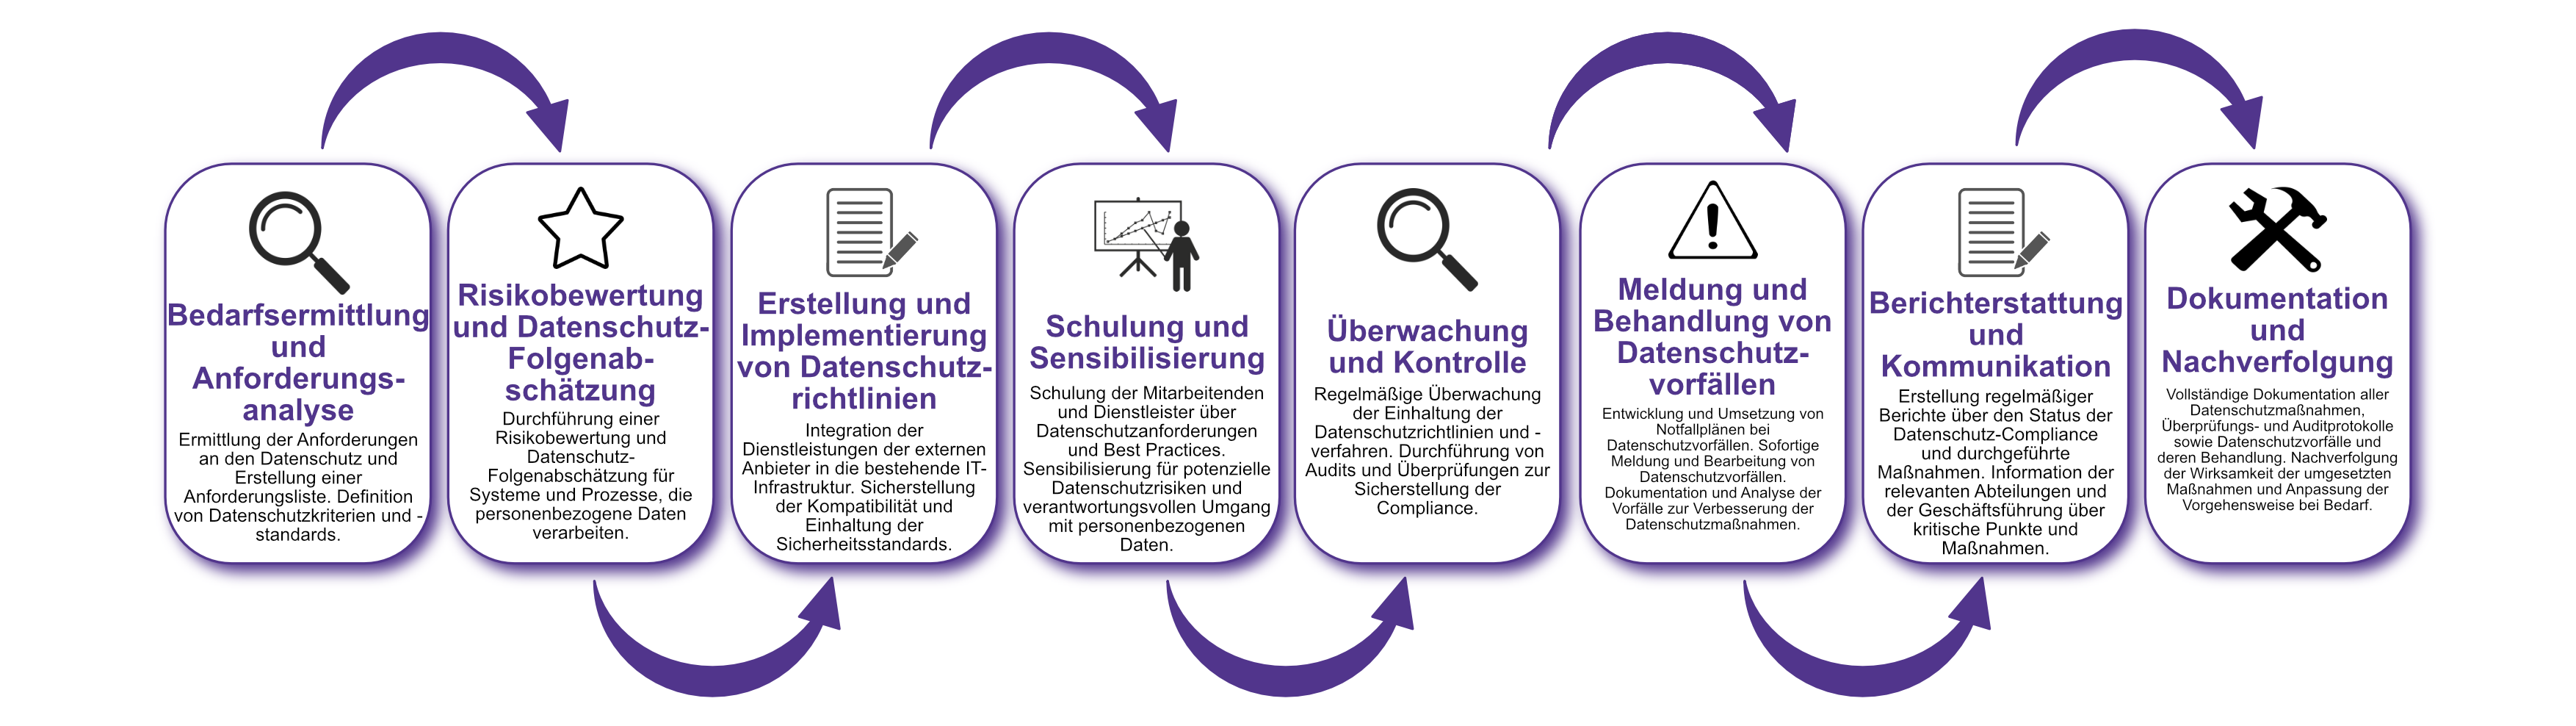 Bedarfsermittlung
und
Anforderungs-
analyse
Ermittlung der Anforderungen
an den Datenschutz und
Erstellung einer
Anforderungsliste. Definition
von Datenschutzkriterien und -
standards.
Risikobewertung
und Datenschutz-
Folgenab-
schätzung
Durchführung einer
Risikobewertung und
Datenschutz-
Folgenabschätzung für
Systeme und Prozesse, die
personenbezogene Daten
verarbeiten.
Erstellung und
Implementierung
von Datenschutz-
richtlinien
Integration der
Dienstleistungen der externen
Anbieter in die bestehende IT-
Infrastruktur. Sicherstellung
der Kompatibilität und
Einhaltung der
Sicherheitsstandards.
Schulung und
Sensibilisierung
Schulung der Mitarbeitenden
und Dienstleister über
Datenschutzanforderungen
und Best Practices.
Sensibilisierung für potenzielle
Datenschutzrisiken und
verantwortungsvollen Umgang
mit personenbezogenen
Daten.
Überwachung
und Kontrolle
Regelmäßige Überwachung
der Einhaltung der
Datenschutzrichtlinien und -
verfahren. Durchführung von
Audits und Überprüfungen zur
Sicherstellung der
Compliance.
Meldung und
Behandlung von
Datenschutz-
vorfällen
Entwicklung und Umsetzung von
Notfallplänen bei
Datenschutzvorfällen. Sofortige
Meldung und Bearbeitung von
Datenschutzvorfällen.
Dokumentation und Analyse der
Vorfälle zur Verbesserung der
Datenschutzmaßnahmen.
Berichterstattung
und
Kommunikation
Erstellung regelmäßiger
Berichte über den Status der
Datenschutz-Compliance
und durchgeführte
Maßnahmen. Information der
relevanten Abteilungen und
der Geschäftsführung über
kritische Punkte und
Maßnahmen.
Dokumentation
und
Nachverfolgung
Vollständige Dokumentation aller
Datenschutzmaßnahmen,
Überprüfungs- und Auditprotokolle
sowie Datenschutzvorfälle und
deren Behandlung. Nachverfolgung
der Wirksamkeit der umgesetzten
Maßnahmen und Anpassung der
Vorgehensweise bei Bedarf.